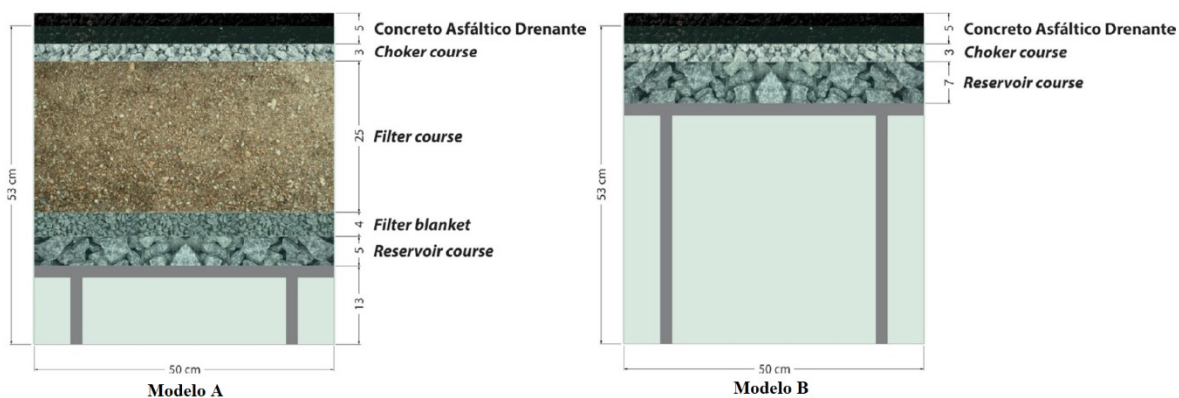 5
Concreto Asfáltico Drenante
3
Choker course
25
Filter course
4
Filter blanket
5
Reservoir course
13
53 cm
50 cm
Modelo A
5
Concreto Asfáltico Drenante
3
Choker course
7
Reservoir course
53 cm
50 cm
Modelo B